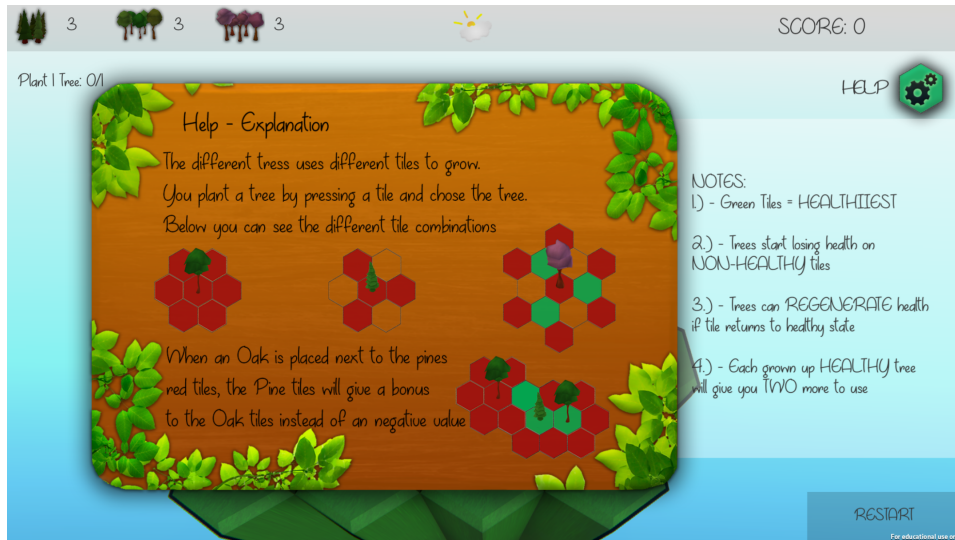 3
3
3
SCORE: 0
Plant 1 Tree: 0/1
HELP
Help - Explanation
The different tress uses different tiles to grow.
You plant a tree by pressing a tile and chose the tree.
Below you can see the different tile combinations
When an Oak is placed next to the pines
red tiles, the Pine tiles will give a bonus
to the Oak tiles instead of an negative value
NOTES:
1.) - Green Tiles = HEALTHIIEST
2.) - Trees start losing health on
NON-HEALTHY tiles
3.) - Trees can REGENERATE health
if tile returns to healthy state
4.) - Each grown up HEALTHY tree
will give you TWO more to use
RESTART
For educational use